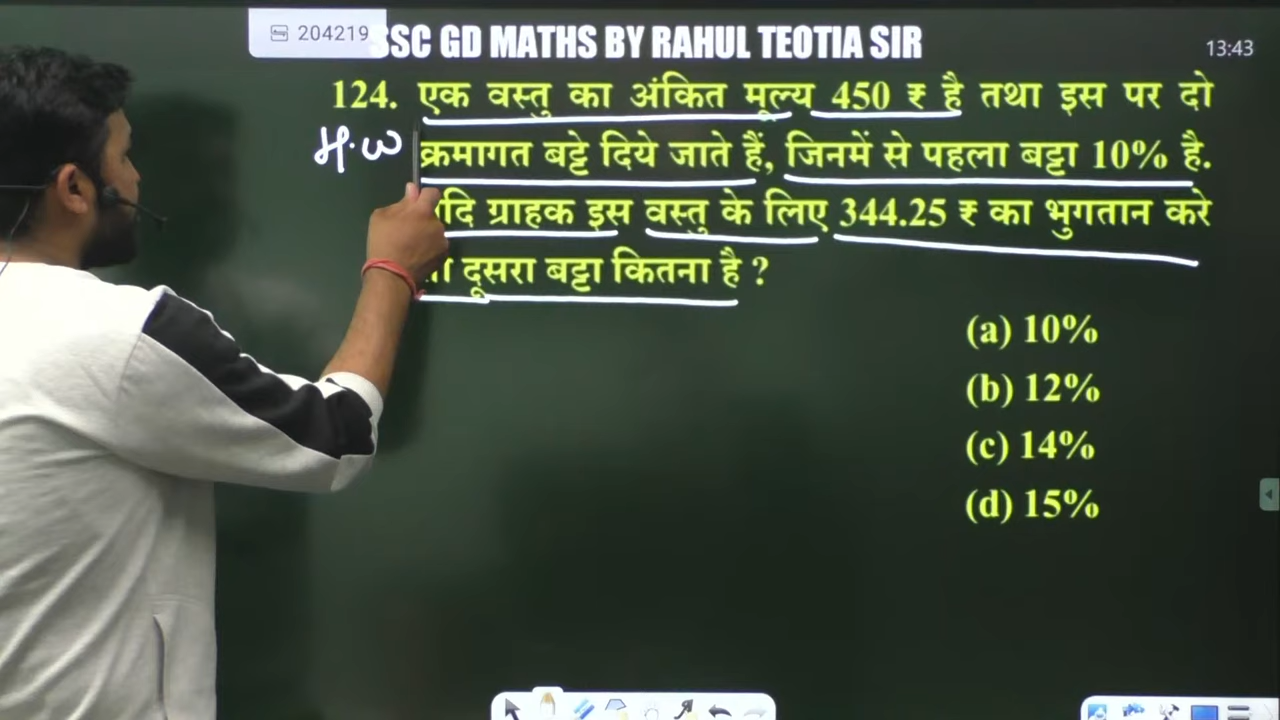 204219
SSC GD MATHS BY RAHUL TEOTIA SIR
13:43
124. एक वस्तु का अंकित मूल्य 450 ₹ है तथा इस पर दो
H.W क्रमागत बट्टे दिये जाते हैं, जिनमें से पहला बट्टा 10% है.
ग्राहक इस वस्तु के लिए 344.25 ₹ का भुगतान करे
दूसरा बट्टा कितना है ?
(a) 10%
(b) 12%
(c) 14%
(d) 15%